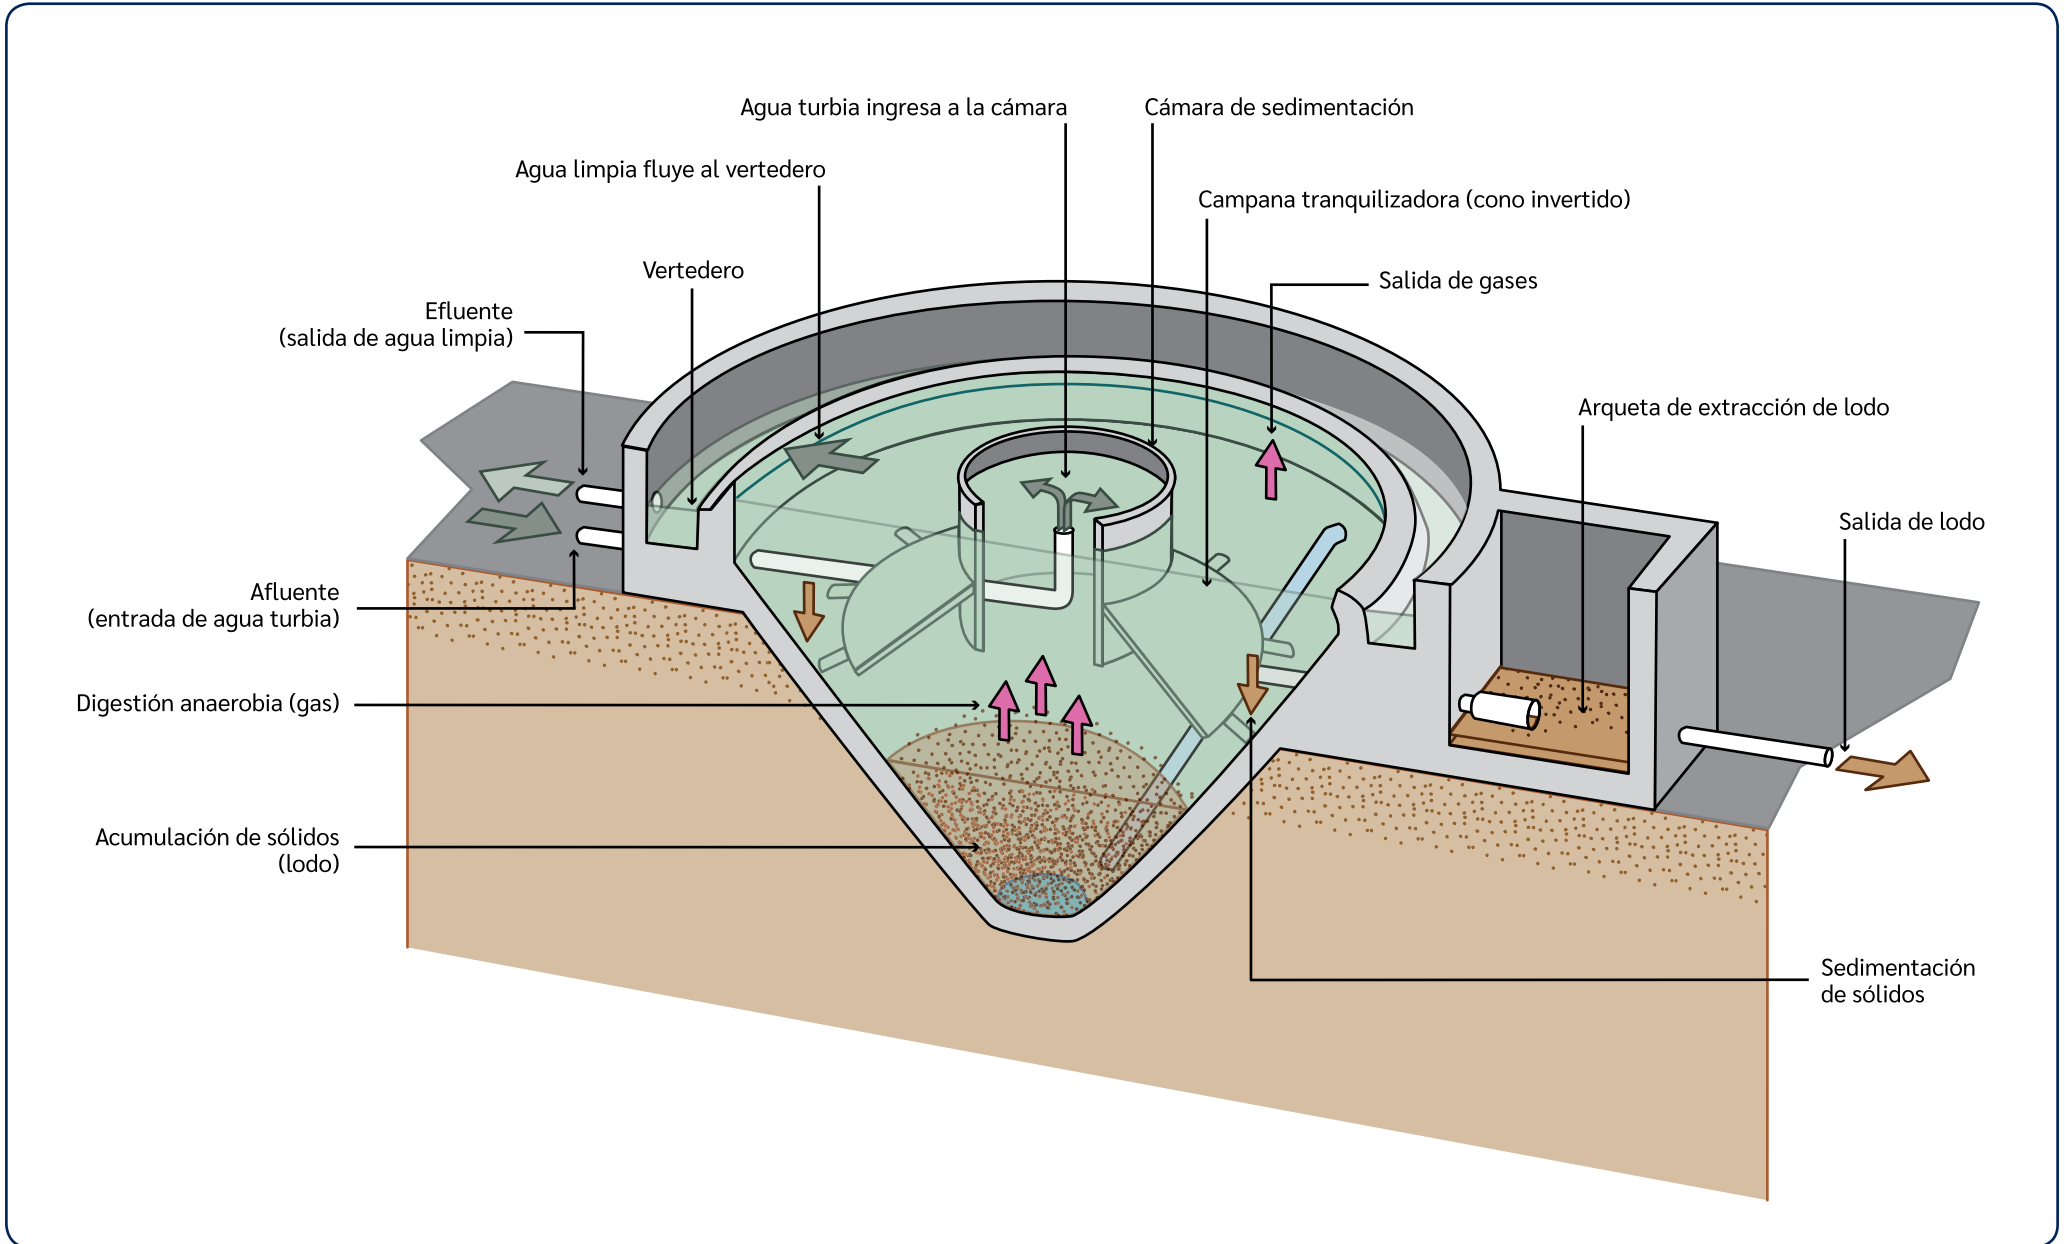 Agua turbia ingresa a la cámara
Cámara de sedimentación
Agua limpia fluye al vertedero
Campana tranquilizadora (cono invertido)
Vertedero
Salida de gases
Efluente
(salida de agua limpia)
Arqueta de extracción de lodo
Salida de lodo
Afluente
(entrada de agua turbia)
Digestión anaerobia (gas)
Acumulación de sólidos
(lodo)
Sedimentación
de sólidos